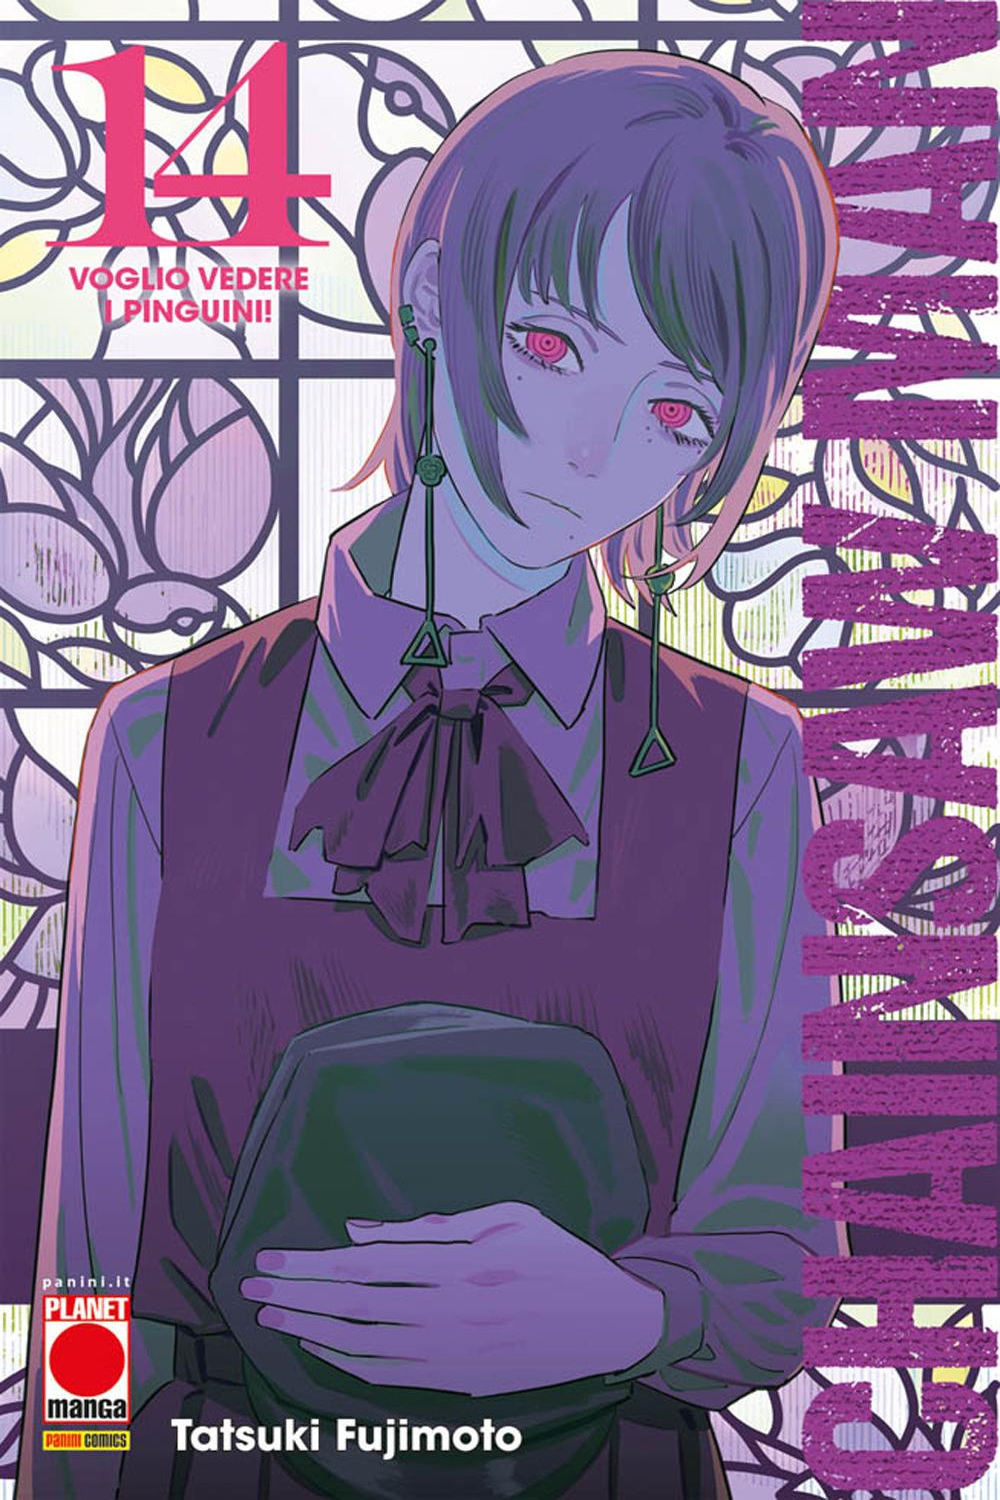 14
VOGLIO VEDERE
I PINGUINI!
CHAINSAW MAN
panini.it
PLANET
manga
PANINI COMICS
Tatsuki Fujimoto